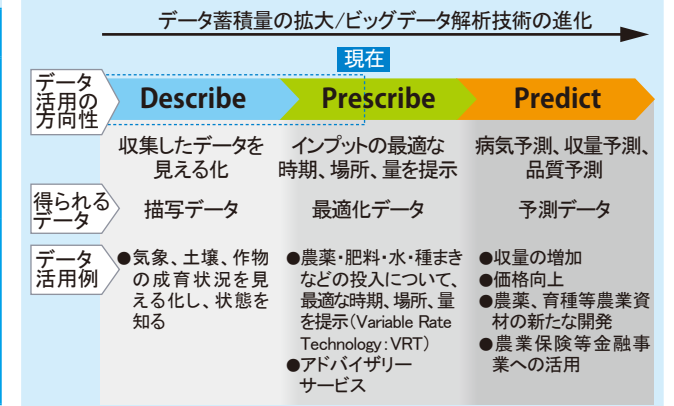 データ蓄積量の拡大/ビッグデータ解析技術の進化
現在
データ
活用の
方向性
Describe
Prescribe
Predict
収集したデータを
見える化
インプットの最適な
時期、場所、量を提示
病気予測、収量予測、
品質予測
得られる
データ
描写データ
最適化データ
予測データ
データ
活用例
●気象、土壌、作物
の成育状況を見
える化し、状態を
知る
●農薬・肥料・水・種まき
などの投入について、
最適な時期、場所、量
を提示(Variable Rate
Technology:VRT)
●アドバイザリー
サービス
●収量の増加
●価格向上
●農薬、育種等農業資
材の新たな開発
●農業保険等金融事
業への活用